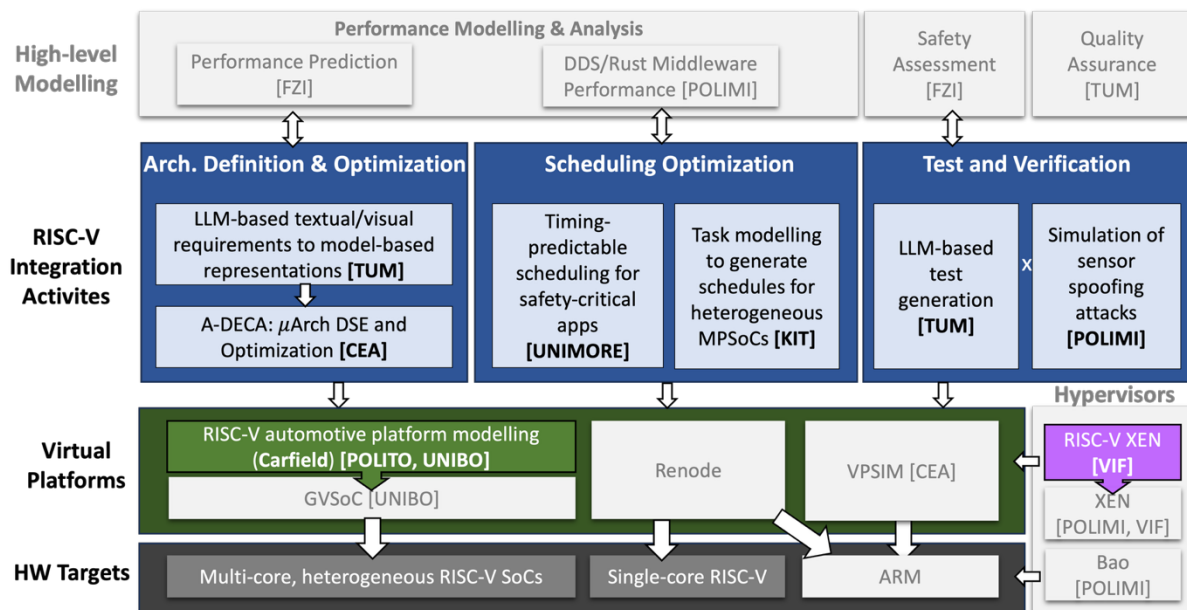 Performance Modelling & Analysis
High-level
Modelling
Performance Prediction
[FZI]
DDS/Rust Middleware
Performance [POLIMI]
Safety
Assessment
[FZI]
Quality
Assurance
[TUM]
RISC-V
Integration
Activites
Arch. Definition & Optimization
LLM-based textual/visual
requirements to model-based
representations [TUM]
A-DECA: μArch DSE and
Optimization [CEA]
Scheduling Optimization
Timing-
predictable
scheduling for
safety-critical
apps
[UNIMORE]
Task modelling
to generate
schedules for
heterogeneous
MPSoCs [KIT]
Test and Verification
LLM-based
test
generation
[TUM]
x
Simulation of
sensor
spoofing
attacks
[POLIMI]
Virtual
Platforms
RISC-V automotive platform modelling
(Carfield) [POLITO, UNIBO]
GVSoC [UNIBO]
Renode
VPSIM [CEA]
Hypervisors
RISC-V XEN
[VIF]
XEN
[POLIMI, VIF]
Bao
[POLIMI]
HW Targets
Multi-core, heterogeneous RISC-V SoCs
Single-core RISC-V
ARM